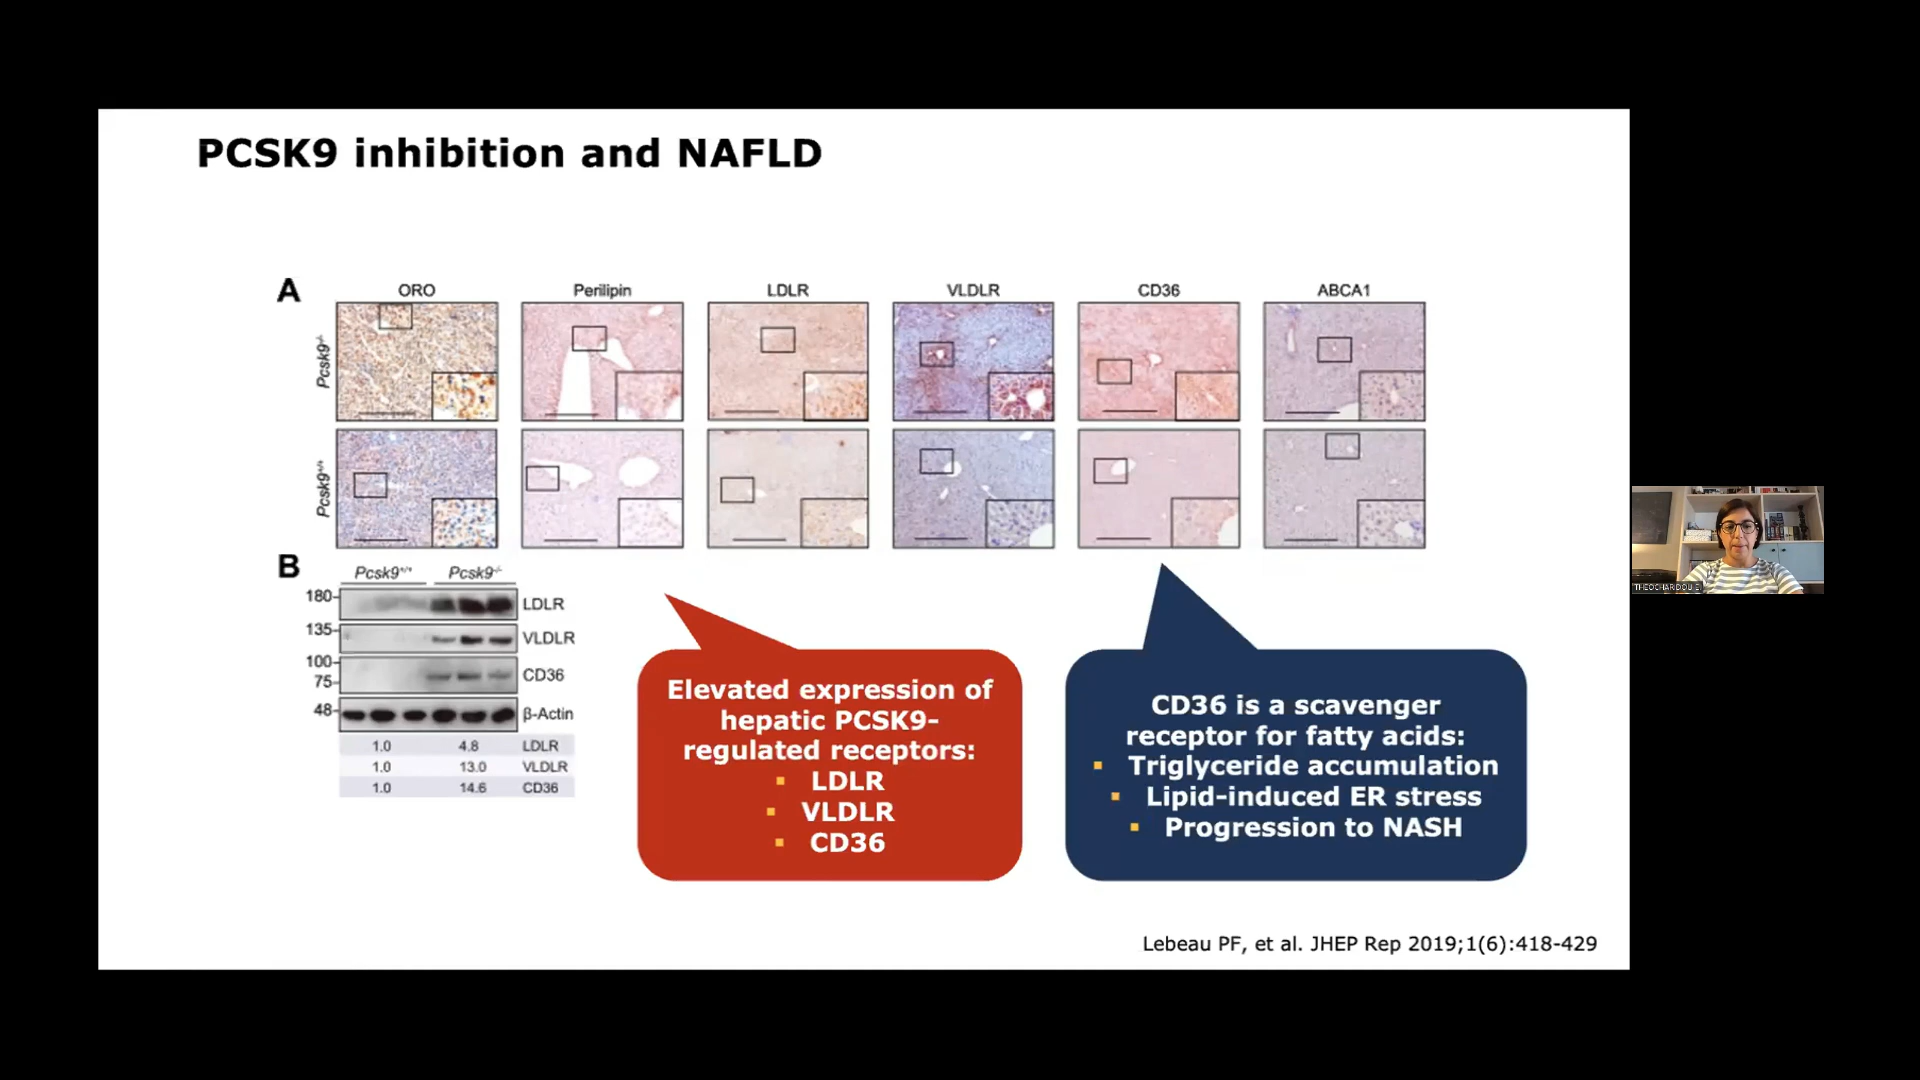 PCSK9 inhibition and NAFLD
A
ORO Perilipin LDLR VLDLR CD36 ABCA1
Pcsk9-/-
Pcsk9+/+
B
Pcsk9+/+ Pcsk9-/-
180 LDLR
135 VLDLR
100
75 CD36
48 β-Actin
1.0 4.8 LDLR
1.0 13.0 VLDLR
1.0 14.6 CD36
Elevated expression of
hepatic PCSK9-
regulated receptors:
▪ LDLR
▪ VLDLR
▪ CD36
CD36 is a scavenger
receptor for fatty acids:
▪ Triglyceride accumulation
▪ Lipid-induced ER stress
▪ Progression to NASH
Lebeau PF, et al. JHEP Rep 2019;1(6):418-429